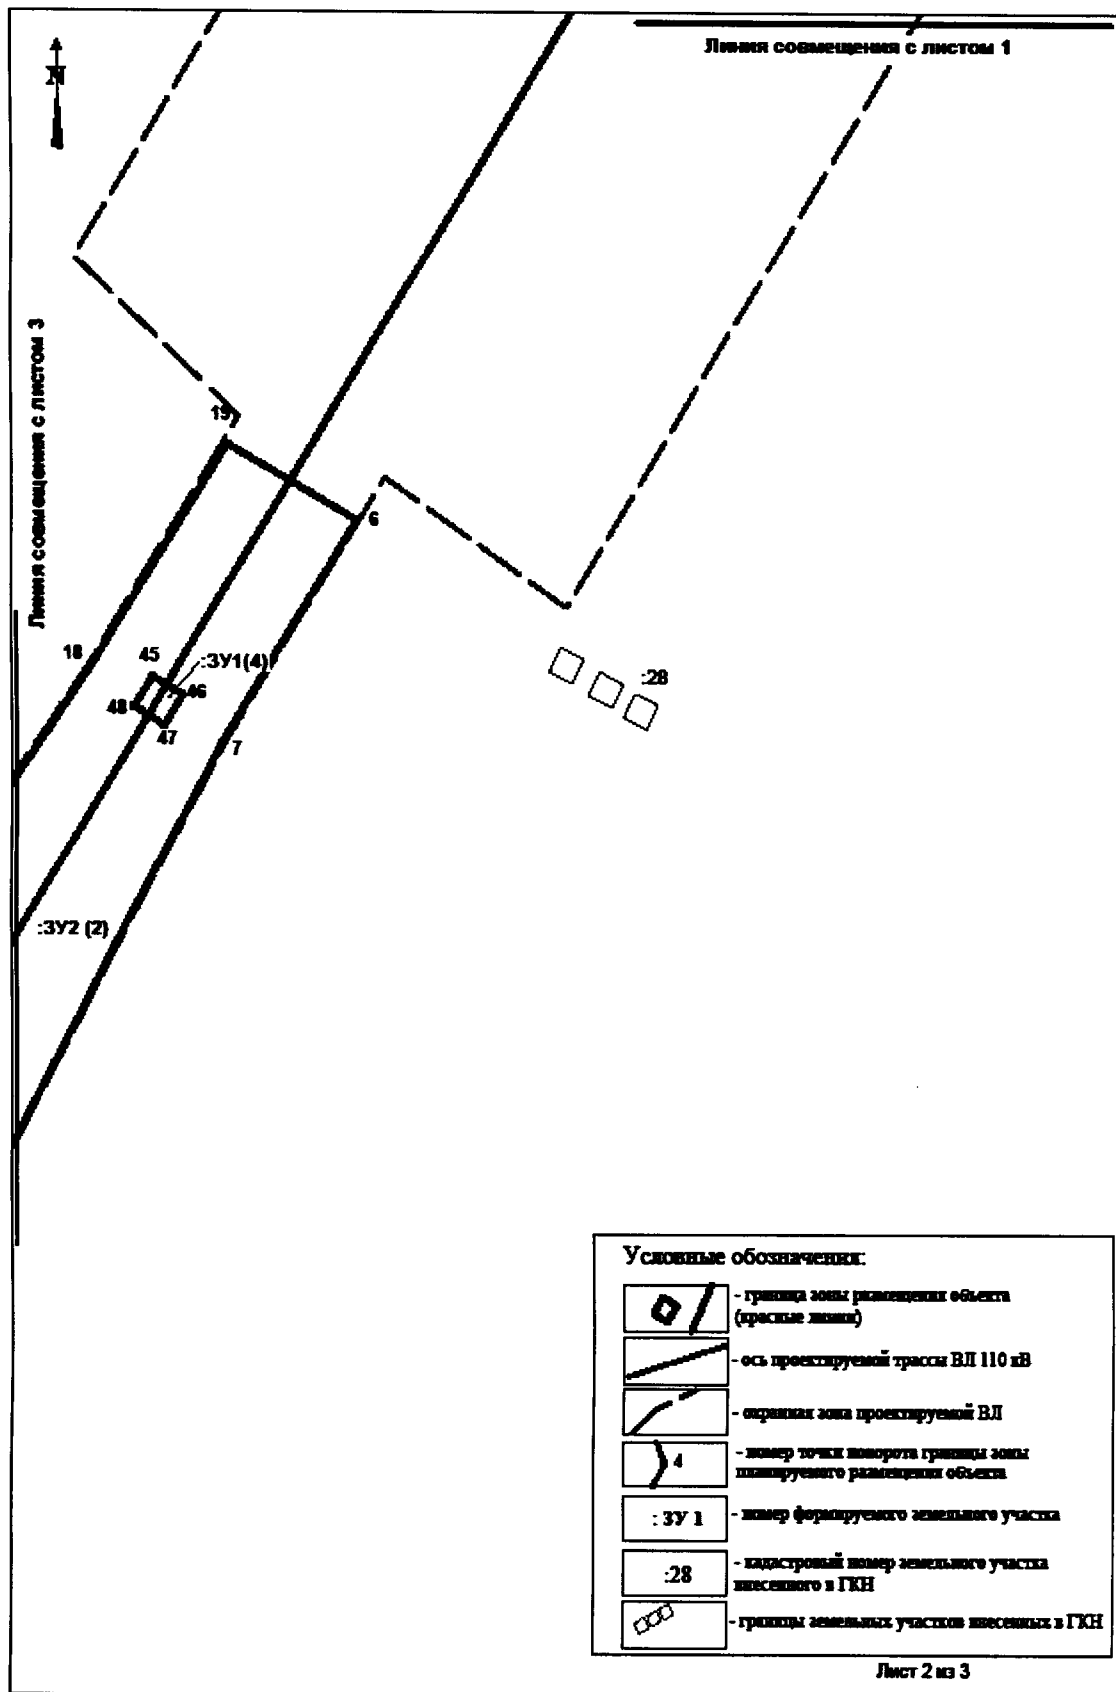 Линия совмещения с листом 1
N
Линия совмещения с листом 3
19
6
18
45
:ЗУ1(4)
46
48
47
7
:28
:ЗУ2 (2)
Условные обозначения:
- граница зоны размещения объекта
(красные линии)
- ось проектируемой трассы ВЛ 110 кВ
- охранная зона проектируемой ВЛ
4
- номер точки поворота границы зоны
планируемого размещения объекта
: ЗУ 1
- номер формируемого земельного участка
:28
- кадастровый номер земельного участка
внесенного в ГКН
- границы земельных участков внесенных в ГКН
Лист 2 из 3